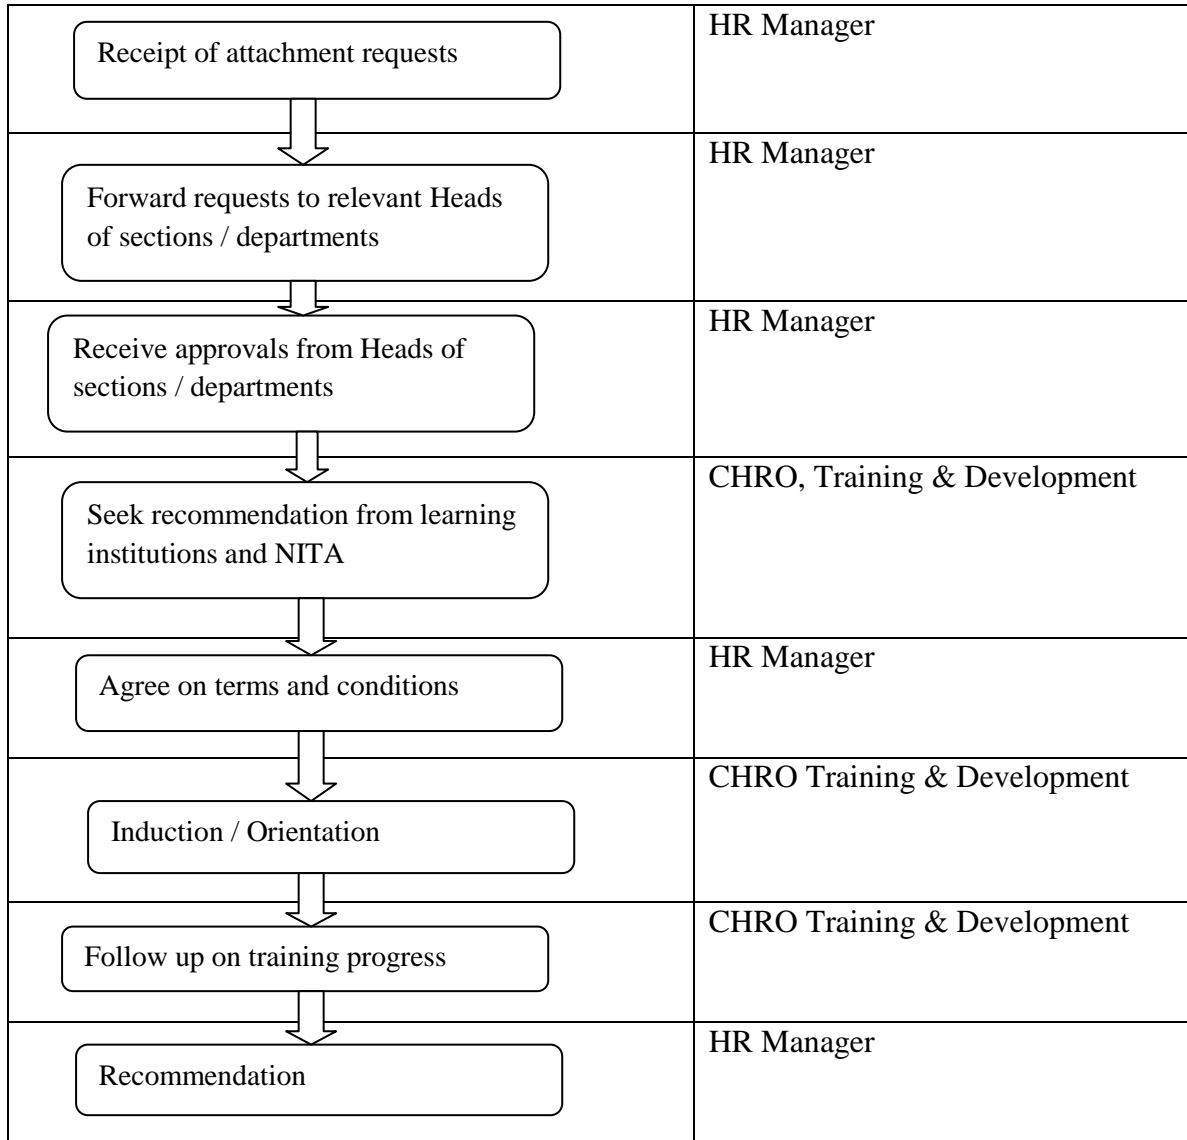 HR Manager
Receipt of attachment requests
HR Manager
Forward requests to relevant Heads
of sections / departments
HR Manager
Receive approvals from Heads of
sections / departments
CHRO, Training & Development
Seek recommendation from learning
institutions and NITA
HR Manager
Agree on terms and conditions
CHRO Training & Development
Induction / Orientation
CHRO Training & Development
Follow up on training progress
HR Manager
Recommendation